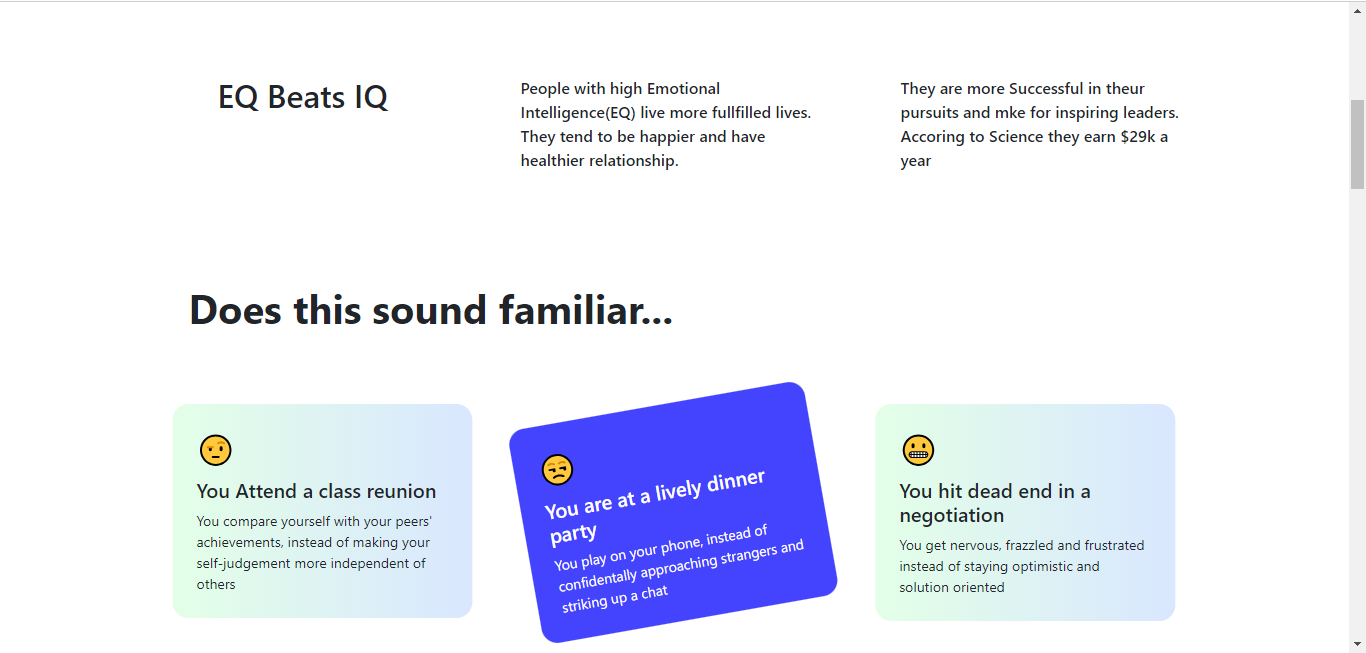 EQ Beats IQ
People with high Emotional
Intelligence(EQ) live more fullfilled lives.
They tend to be happier and have
healthier relationship.
They are more Successful in theur
pursuits and mke for inspiring leaders.
Accoring to Science they earn $29k a
year
Does this sound familiar...
You Attend a class reunion
You compare yourself with your peers'
achievements, instead of making your
self-judgement more independent of
others
You are at a lively dinner
party
You play on your phone, instead of
confidentally approaching strangers and
striking up a chat
You hit dead end in a
negotiation
You get nervous, frazzled and frustrated
instead of staying optimistic and
solution oriented